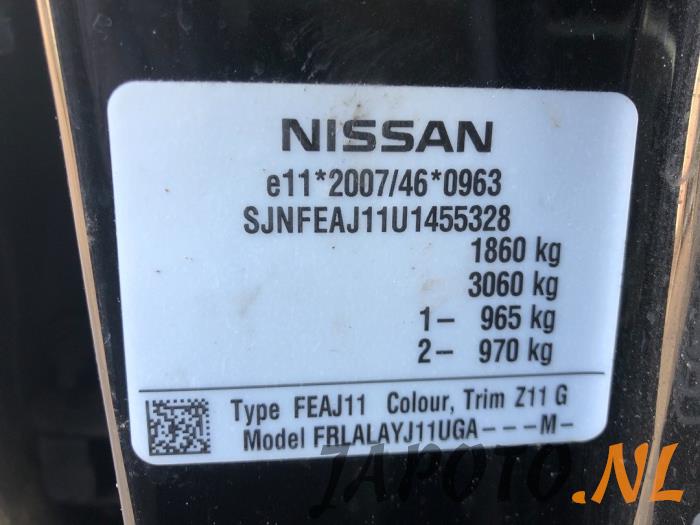 NISSAN
e11*2007/46*0963
SJNFEAJ11U1455328
1860 kg
3060 kg
1- 965 kg
2- 970 kg
Type FEAJ11 Colour, Trim Z11 G
Model FRLALAYJ11UGA---M-
JAPOTO.NL